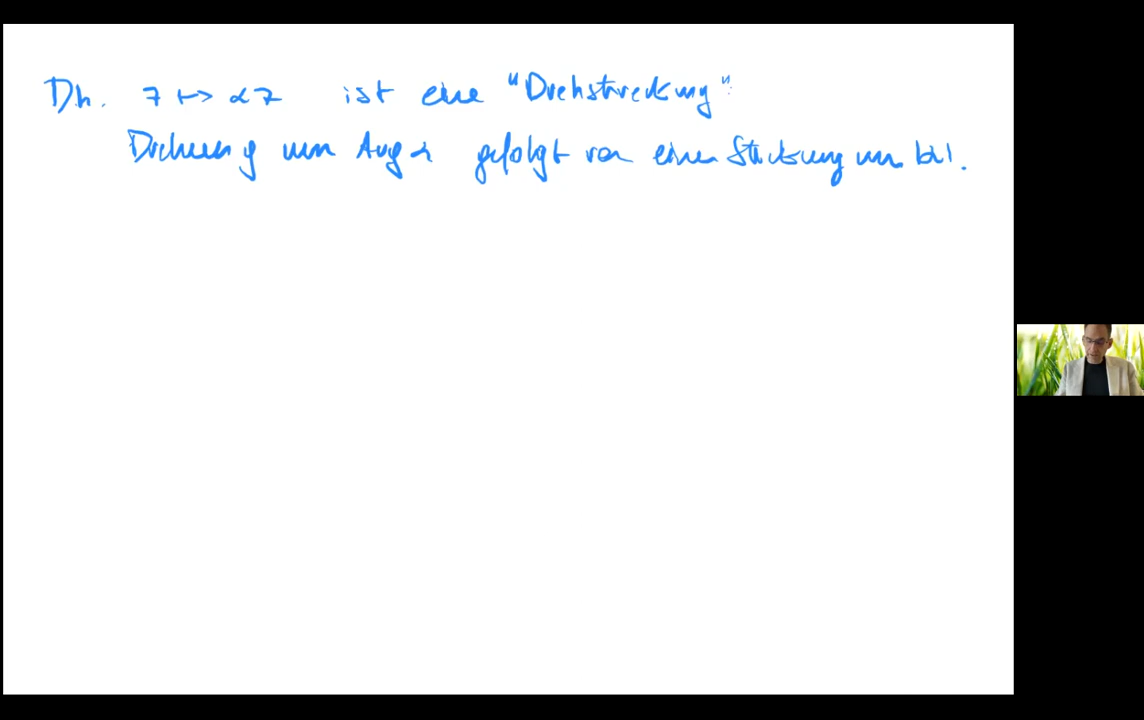 D.h. z ↦ αz ist eine "Drehstreckung":
Drehung um Arg α gefolgt von einer Streckung um |α|.